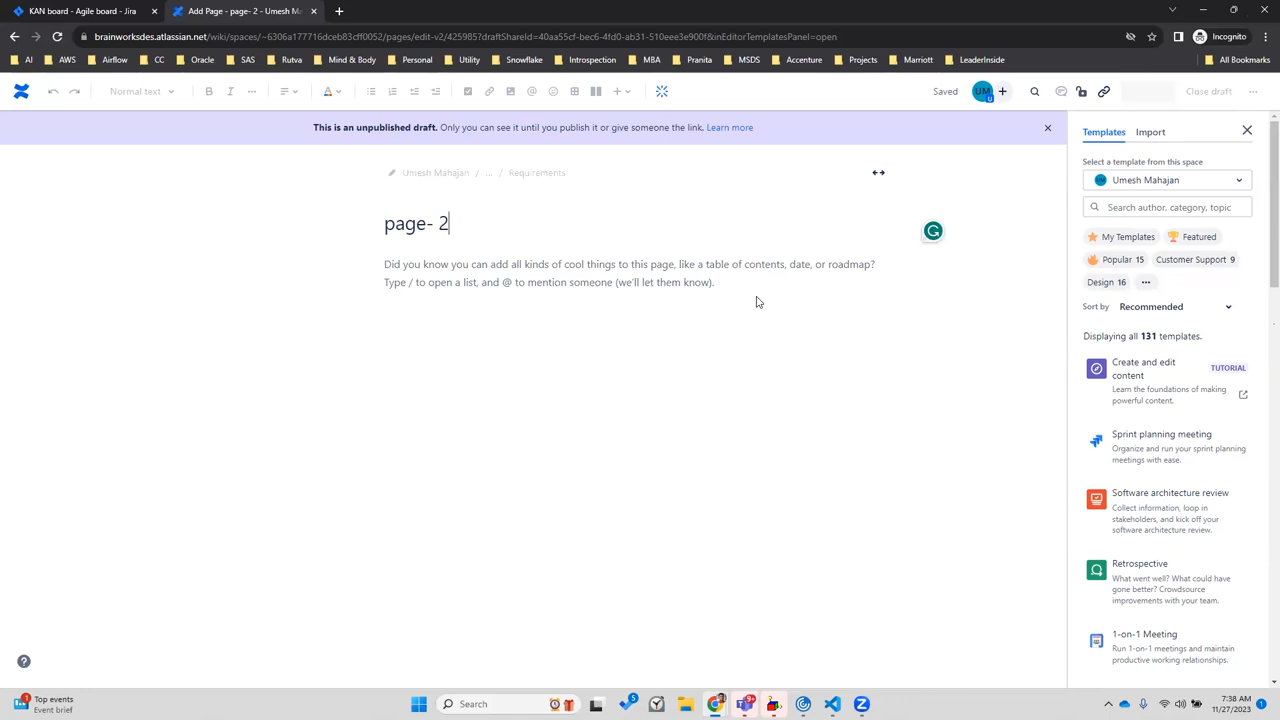 KAN board - Agile board - Jira
Add Page - page- 2 - Umesh M
brainworksdes.atlassian.net/wiki/spaces/~6306a177716dceb83cdff0052/pages/edit-v2/425985?draftShareId=40aa55cf-bec6-4fd0-ab31-510eee3e900f&inEditorTemplatesPanel=open
Incognito
AI
AWS
Airflow
CC
Oracle
SAS
Rutva
Mind & Body
Personal
Utility
Snowflake
Introspection
MBA
Pranita
MSDS
Accenture
Projects
Marriott
LeaderInside
All Bookmarks
Normal text
Saved
UM
Close draft
This is an unpublished draft. Only you can see it until you publish it or give someone the link. Learn more
Umesh Mahajan / ... / Requirements
page- 2
Did you know you can add all kinds of cool things to this page, like a table of contents, date, or roadmap?
Type / to open a list, and @ to mention someone (we'll let them know).
Templates
Import
Select a template from this space
Umesh Mahajan
Search author, category, topic
My Templates
Featured
Popular 15
Customer Support 9
Design 16
Sort by
Recommended
Displaying all 131 templates.
Create and edit
content
TUTORIAL
Learn the foundations of making
powerful content.
Sprint planning meeting
Organize and run your sprint planning
meetings with ease.
Software architecture review
Collect information, loop in
stakeholders, and kick off your
software architecture review.
Retrospective
What went well? What could have
gone better? Crowdsource
improvements with your team.
1-on-1 Meeting
Run 1-on-1 meetings and maintain
productive working relationships.
Top events
Event brief
Search
7:38 AM
11/27/2023